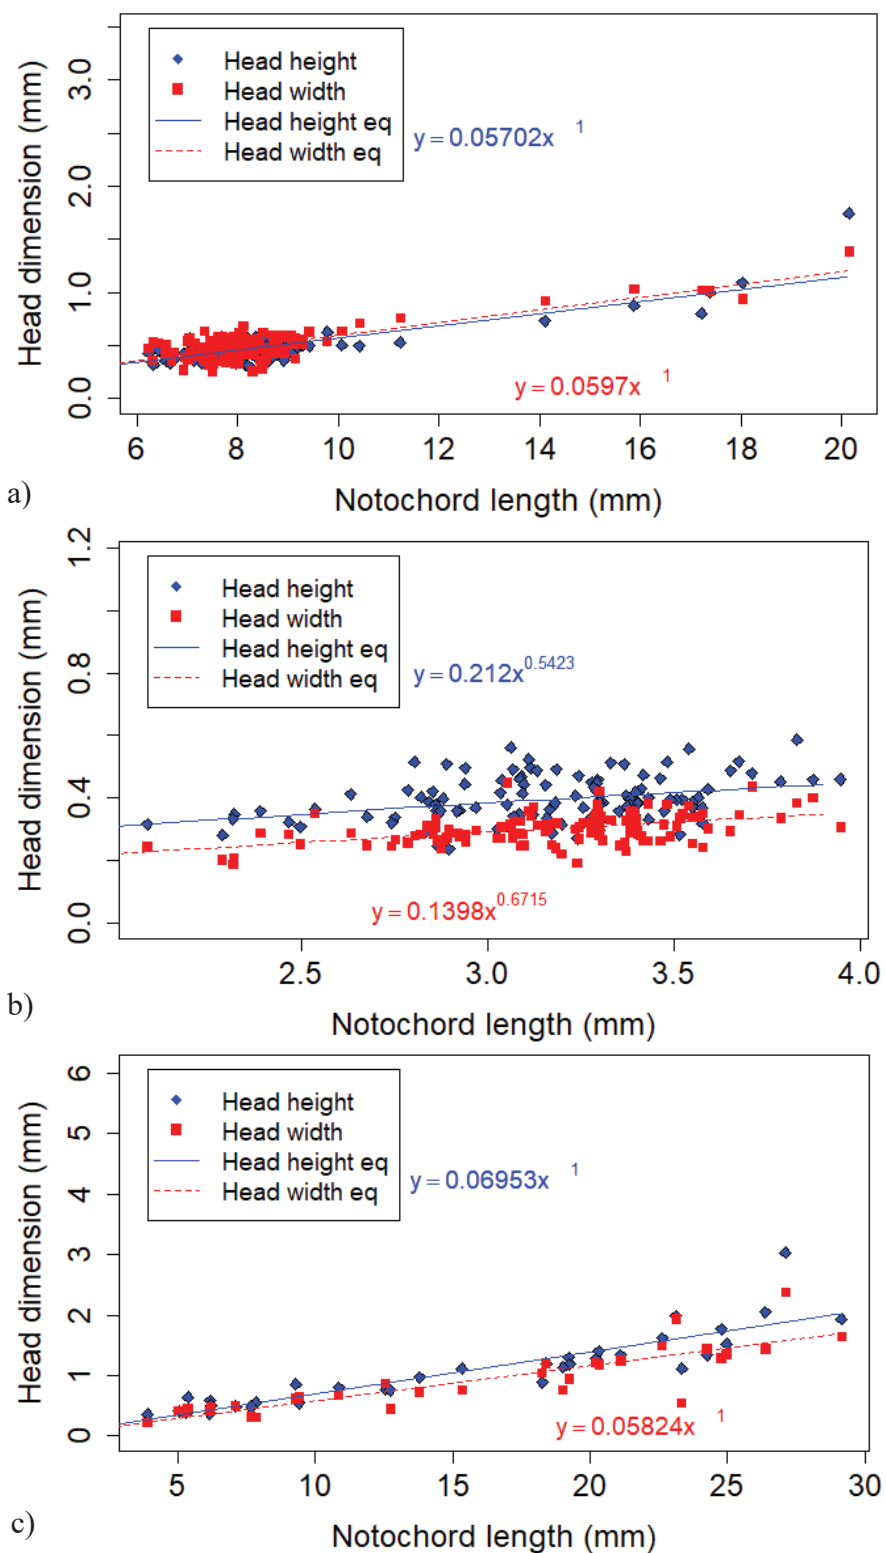 Head height
Head width
Head height eq
Head width eq
y = 0.05702x 1
y = 0.0597x 1
Head dimension (mm)
0.0 1.0 2.0 3.0
6 8 10 12 14 16 18 20
Notochord length (mm)
a)
Head height
Head width
Head height eq
Head width eq
y = 0.212x^0.5423
y = 0.1398x^0.6715
Head dimension (mm)
0.0 0.4 0.8 1.2
2.5 3.0 3.5 4.0
Notochord length (mm)
b)
Head height
Head width
Head height eq
Head width eq
y = 0.06953x 1
y = 0.05824x 1
Head dimension (mm)
0 1 2 3 4 5 6
5 10 15 20 25 30
Notochord length (mm)
c)